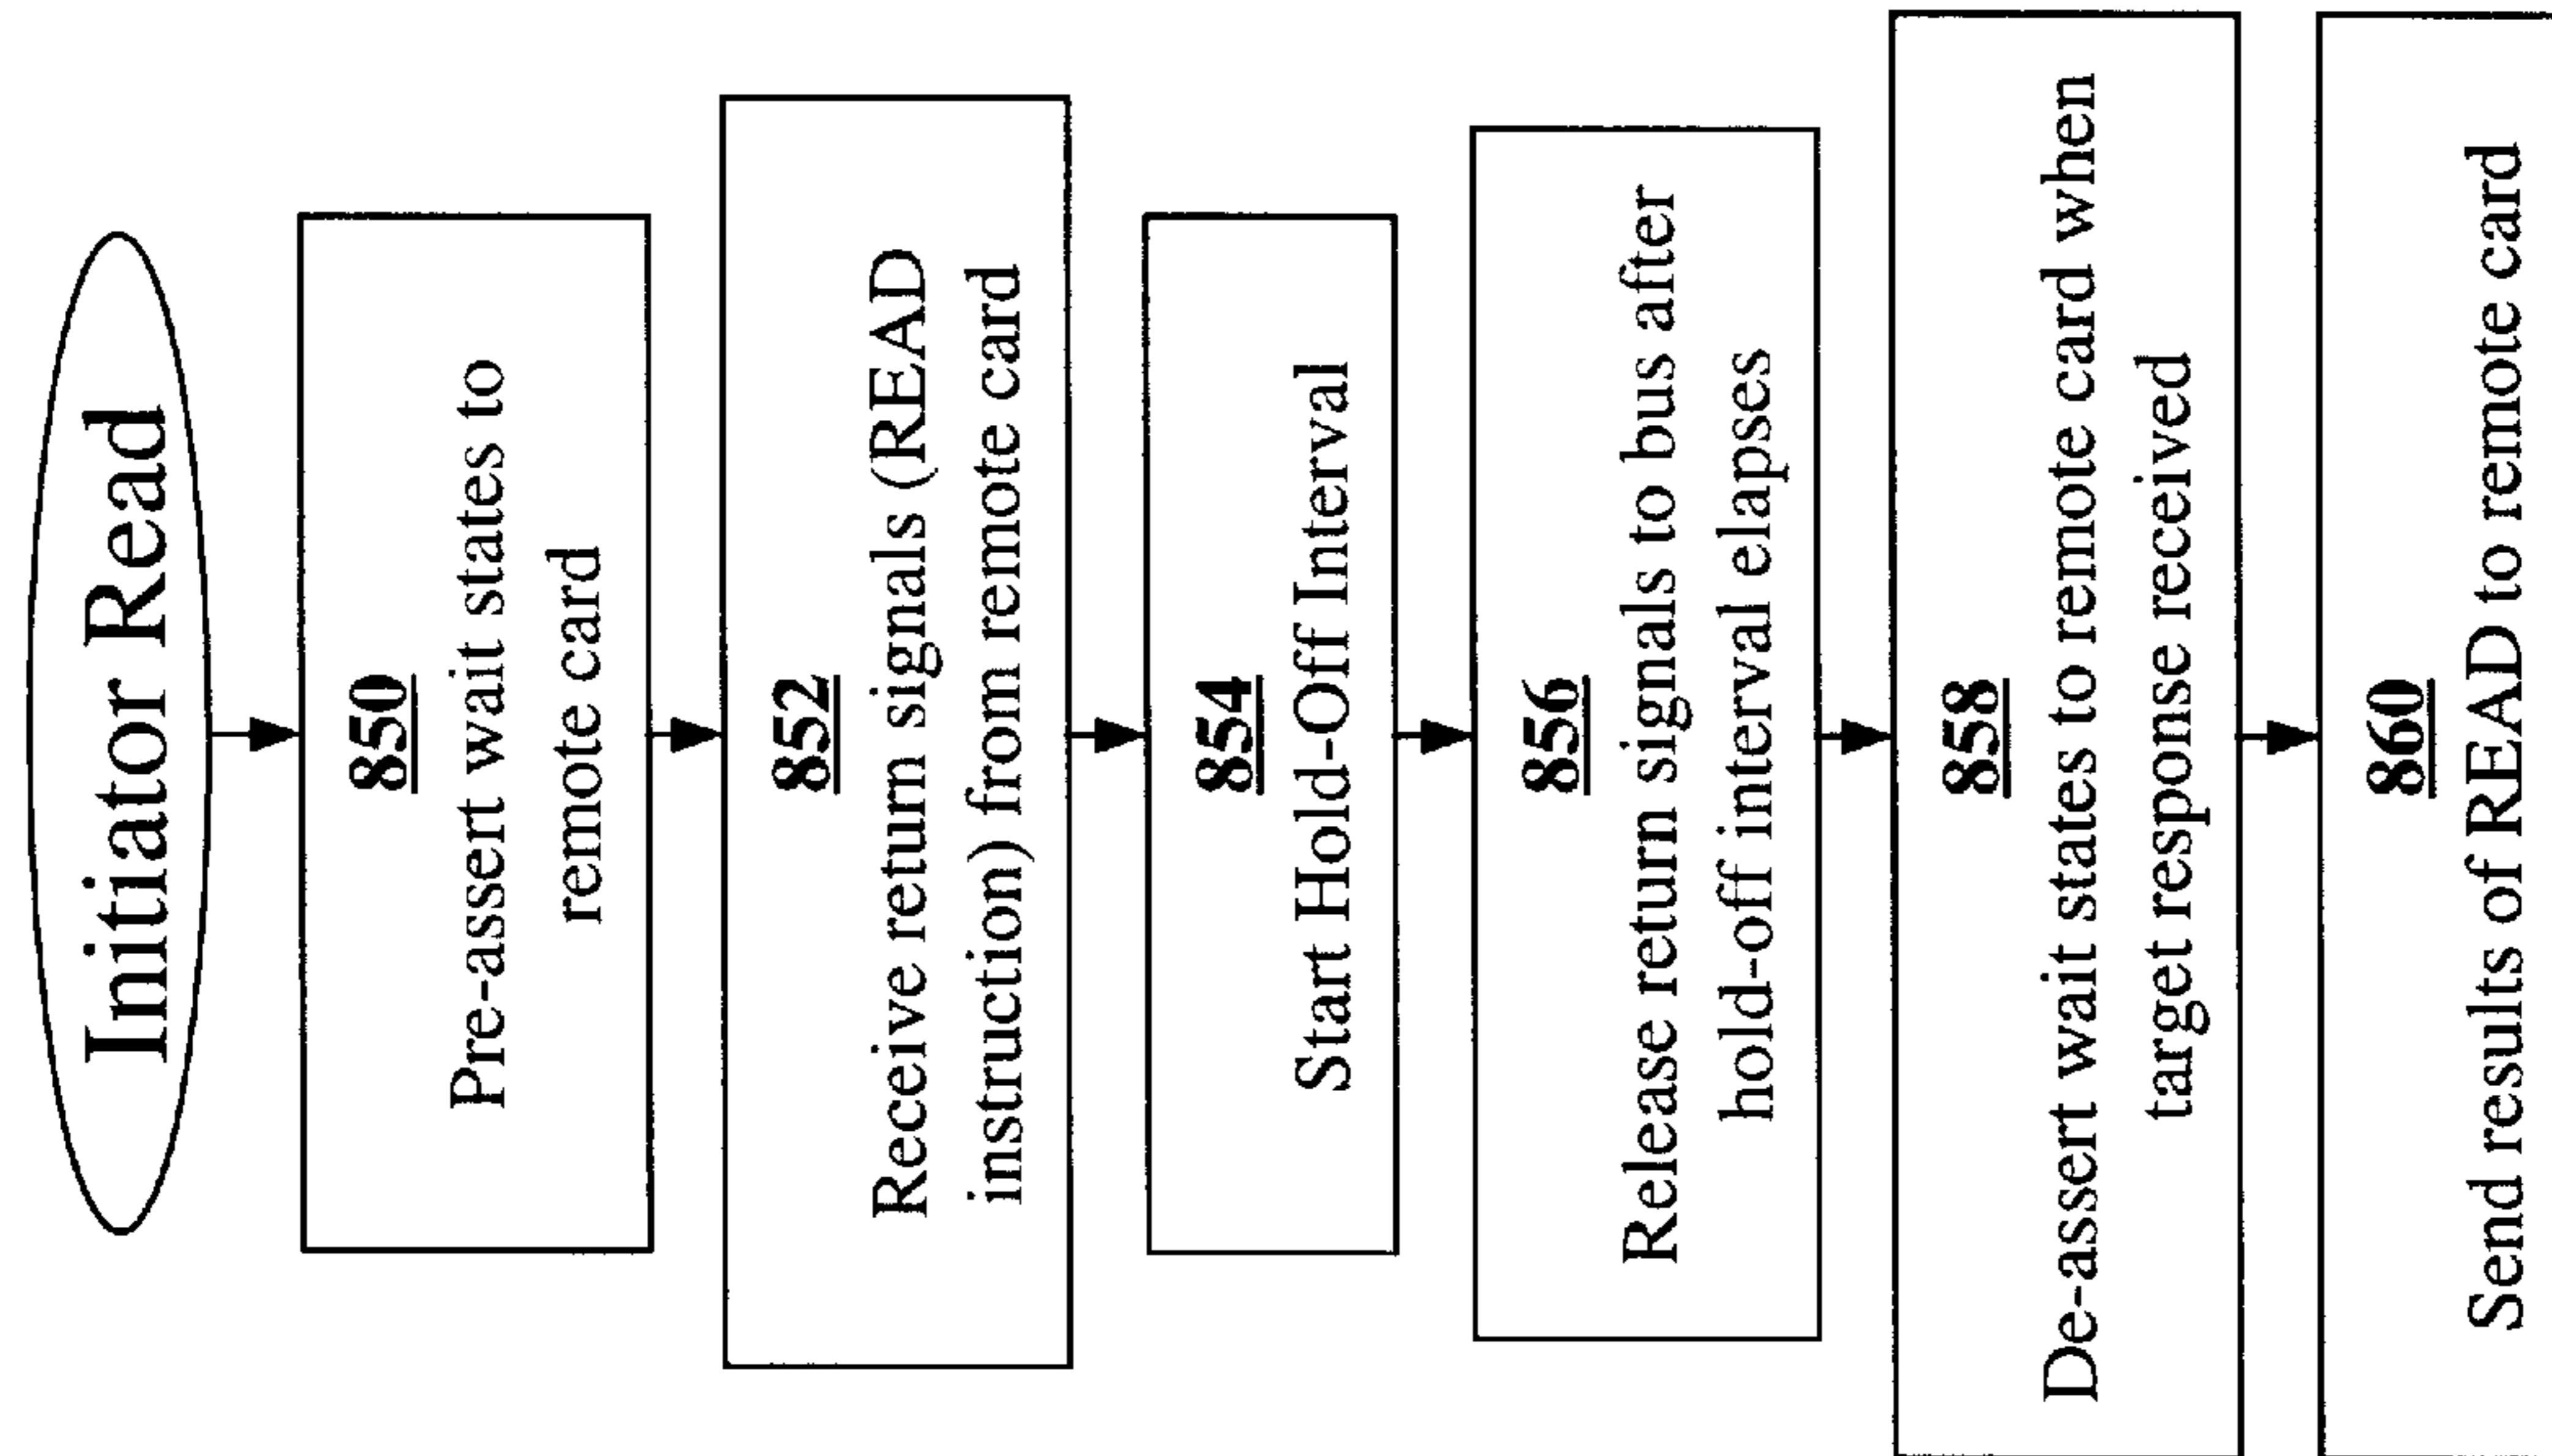 Initiator Read
850
Pre-assert wait states to
remote card
852
Receive return signals (READ
instruction) from remote card
854
Start Hold-Off Interval
856
Release return signals to bus after
hold-off interval elapses
858
De-assert wait states to remote card when
target response received
860
Send results of READ to remote card